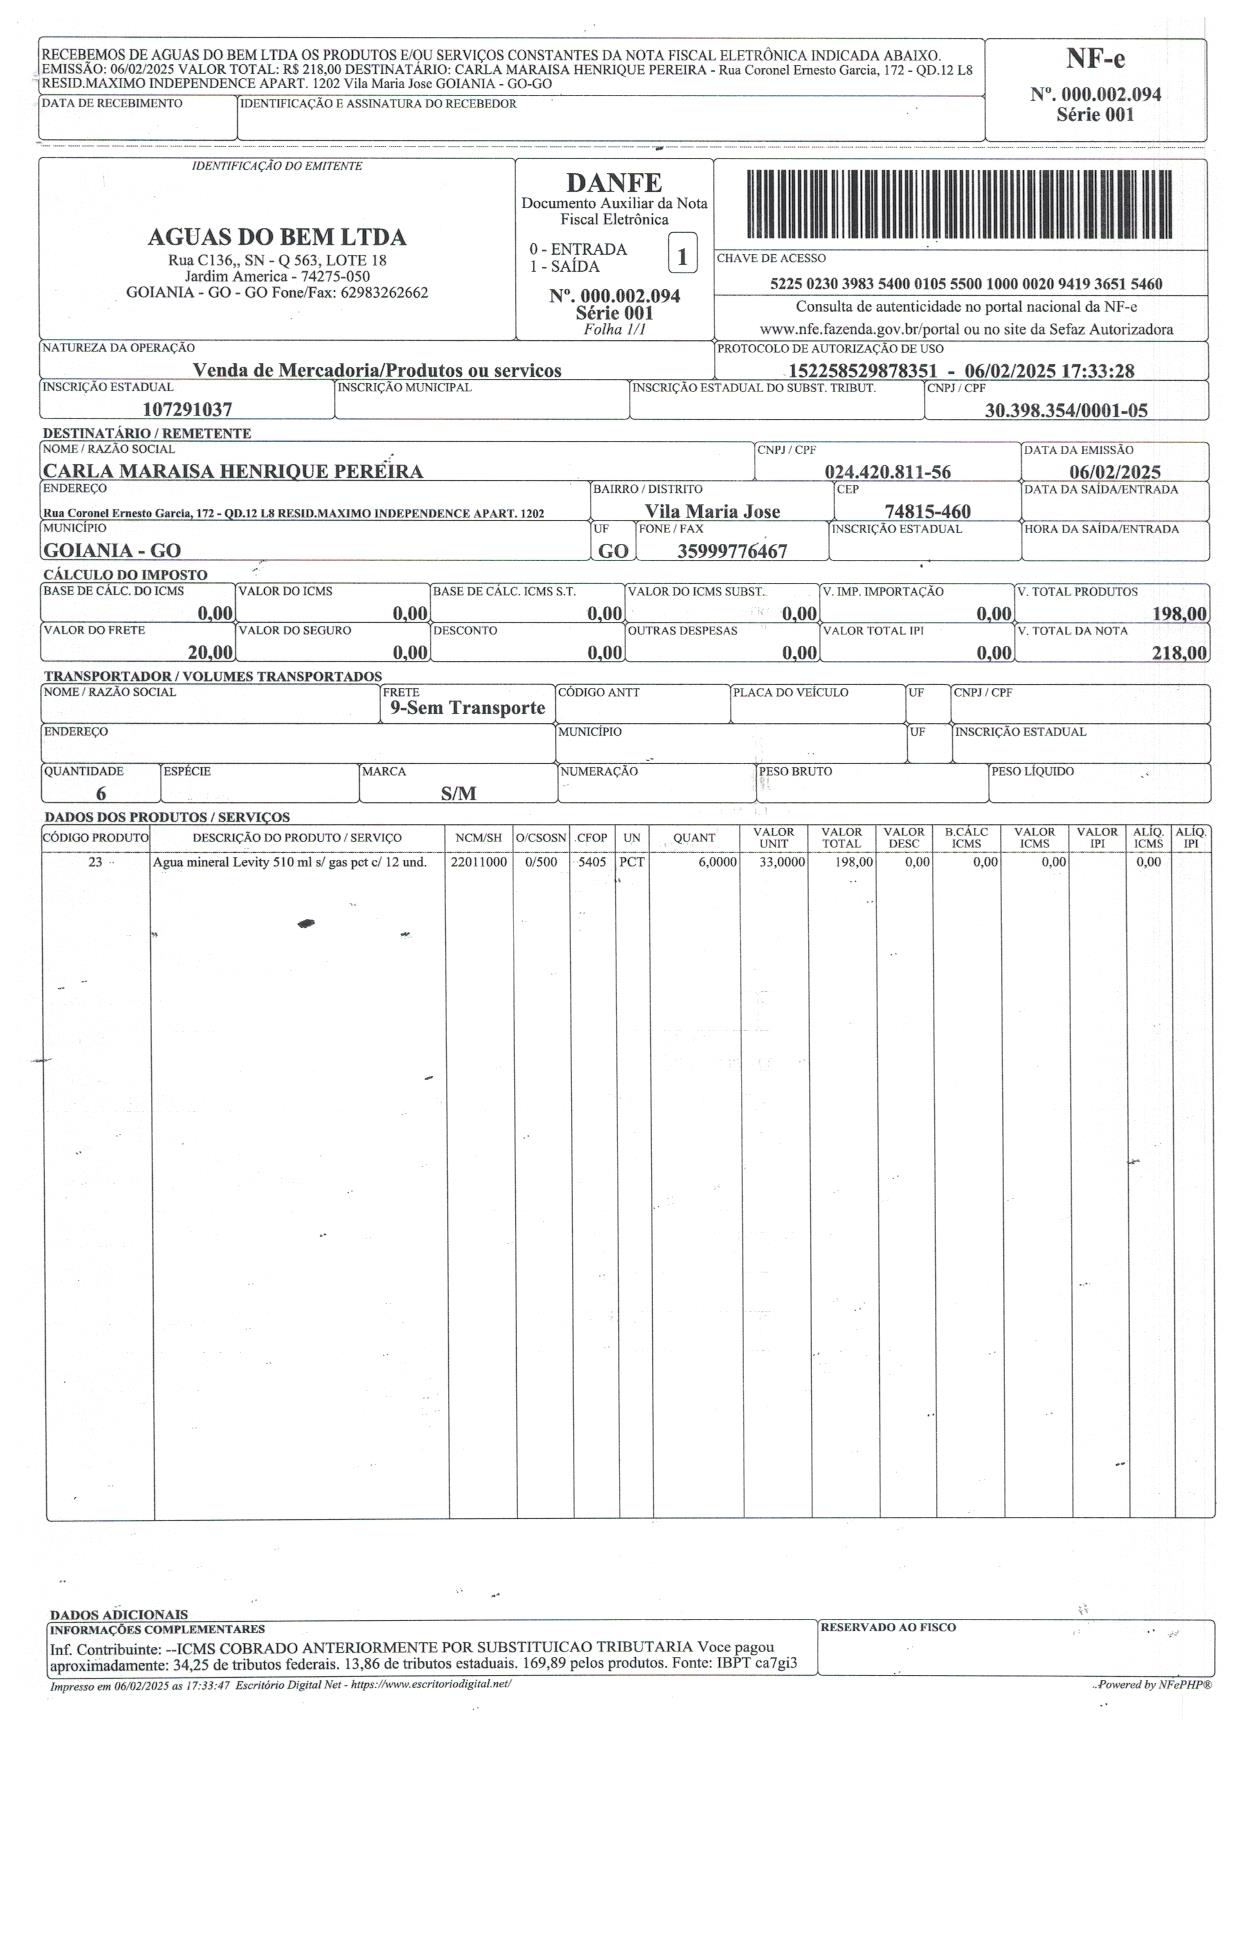 RECEBEMOS DE AGUAS DO BEM LTDA OS PRODUTOS E/OU SERVIÇOS CONSTANTES DA NOTA FISCAL ELETRÔNICA INDICADA ABAIXO.
EMISSÃO: 06/02/2025 VALOR TOTAL: R$ 218,00 DESTINATÁRIO: CARLA MARAISA HENRIQUE PEREIRA - Rua Coronel Ernesto Garcia, 172 - QD.12 L8
RESID.MAXIMO INDEPENDENCE APART. 1202 Vila Maria Jose GOIANIA - GO-GO
DATA DE RECEBIMENTO IDENTIFICAÇÃO E ASSINATURA DO RECEBEDOR
NF-e
Nº. 000.002.094
Série 001
IDENTIFICAÇÃO DO EMITENTE
AGUAS DO BEM LTDA
Rua C136,, SN - Q 563, LOTE 18
Jardim America - 74275-050
GOIANIA - GO - GO Fone/Fax: 62983262662
DANFE
Documento Auxiliar da Nota
Fiscal Eletrônica
0 - ENTRADA
1 - SAÍDA
1
Nº. 000.002.094
Série 001
Folha 1/1
CHAVE DE ACESSO
5225 0230 3983 5400 0105 5500 1000 0020 9419 3651 5460
Consulta de autenticidade no portal nacional da NF-e
www.nfe.fazenda.gov.br/portal ou no site da Sefaz Autorizadora
NATUREZA DA OPERAÇÃO PROTOCOLO DE AUTORIZAÇÃO DE USO
Venda de Mercadoria/Produtos ou servicos 152258529878351 - 06/02/2025 17:33:28
INSCRIÇÃO ESTADUAL INSCRIÇÃO MUNICIPAL INSCRIÇÃO ESTADUAL DO SUBST. TRIBUT. CNPJ / CPF
107291037 30.398.354/0001-05
DESTINATÁRIO / REMETENTE
NOME / RAZÃO SOCIAL CNPJ / CPF DATA DA EMISSÃO
CARLA MARAISA HENRIQUE PEREIRA 024.420.811-56 06/02/2025
ENDEREÇO BAIRRO / DISTRITO CEP DATA DA SAÍDA/ENTRADA
Rua Coronel Ernesto Garcia, 172 - QD.12 L8 RESID.MAXIMO INDEPENDENCE APART. 1202 Vila Maria Jose 74815-460
MUNICÍPIO UF FONE / FAX INSCRIÇÃO ESTADUAL HORA DA SAÍDA/ENTRADA
GOIANIA - GO GO 35999776467
CÁLCULO DO IMPOSTO
BASE DE CÁLC. DO ICMS VALOR DO ICMS BASE DE CÁLC. ICMS S.T. VALOR DO ICMS SUBST. V. IMP. IMPORTAÇÃO V. TOTAL PRODUTOS
0,00 0,00 0,00 0,00 0,00 198,00
VALOR DO FRETE VALOR DO SEGURO DESCONTO OUTRAS DESPESAS VALOR TOTAL IPI V. TOTAL DA NOTA
20,00 0,00 0,00 0,00 0,00 218,00
TRANSPORTADOR / VOLUMES TRANSPORTADOS
NOME / RAZÃO SOCIAL FRETE CÓDIGO ANTT PLACA DO VEÍCULO UF CNPJ / CPF
9-Sem Transporte
ENDEREÇO MUNICÍPIO UF INSCRIÇÃO ESTADUAL
QUANTIDADE ESPÉCIE MARCA NUMERAÇÃO PESO BRUTO PESO LÍQUIDO
6 S/M
DADOS DOS PRODUTOS / SERVIÇOS
CÓDIGO PRODUTO DESCRIÇÃO DO PRODUTO / SERVIÇO NCM/SH O/CSOSN CFOP UN QUANT VALOR UNIT VALOR TOTAL VALOR DESC B.CÁLC ICMS VALOR ICMS VALOR IPI ALÍQ. ICMS ALÍQ. IPI
23 Agua mineral Levity 510 ml s/ gas pct c/ 12 und. 22011000 0/500 5405 PCT 6,0000 33,0000 198,00 0,00 0,00 0,00 0,00
DADOS ADICIONAIS
INFORMAÇÕES COMPLEMENTARES RESERVADO AO FISCO
Inf. Contribuinte: --ICMS COBRADO ANTERIORMENTE POR SUBSTITUICAO TRIBUTARIA Voce pagou
aproximadamente: 34,25 de tributos federais. 13,86 de tributos estaduais. 169,89 pelos produtos. Fonte: IBPT ca7gi3
Impresso em 06/02/2025 as 17:33:47 Escritório Digital Net - https://www.escritoriodigital.net/ Powered by NFePHP®